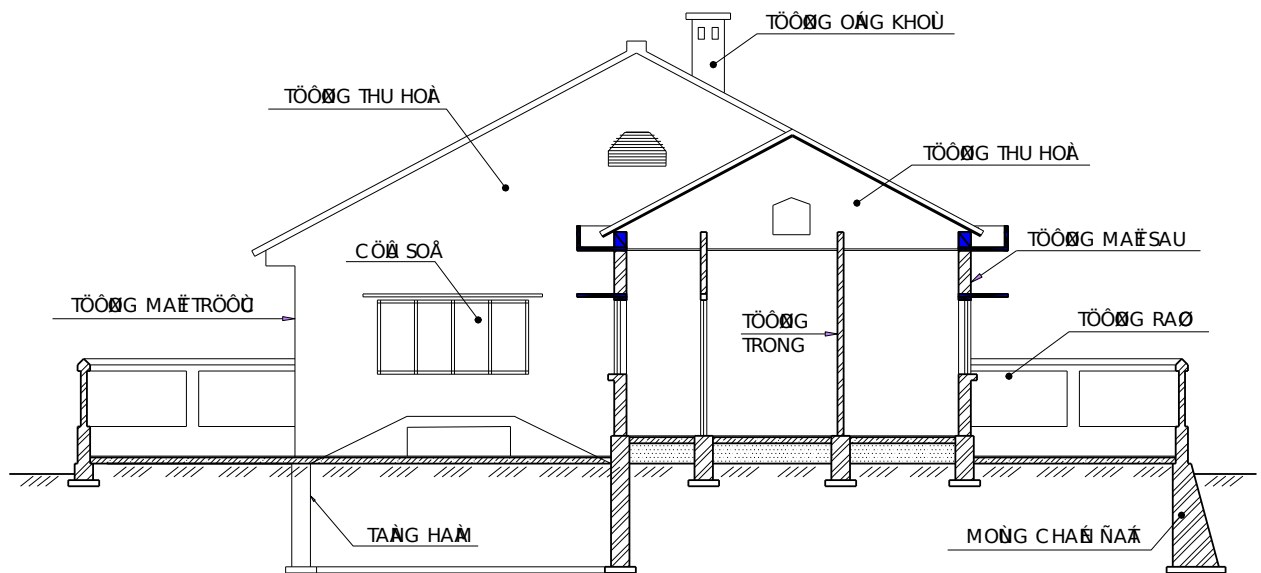 TÖÔØNG OÁNG KHOÙI
TÖÔØNG THU HOÀI
TÖÔØNG THU HOÀI
CÖÛA SOÅ
TÖÔØNG MAËT SAU
TÖÔØNG MAËT TRÖÔÙC
TÖÔØNG
TRONG
TÖÔØNG RAØO
TAÀNG HAÀM
MOÙNG CHAÉN ÑAÁT